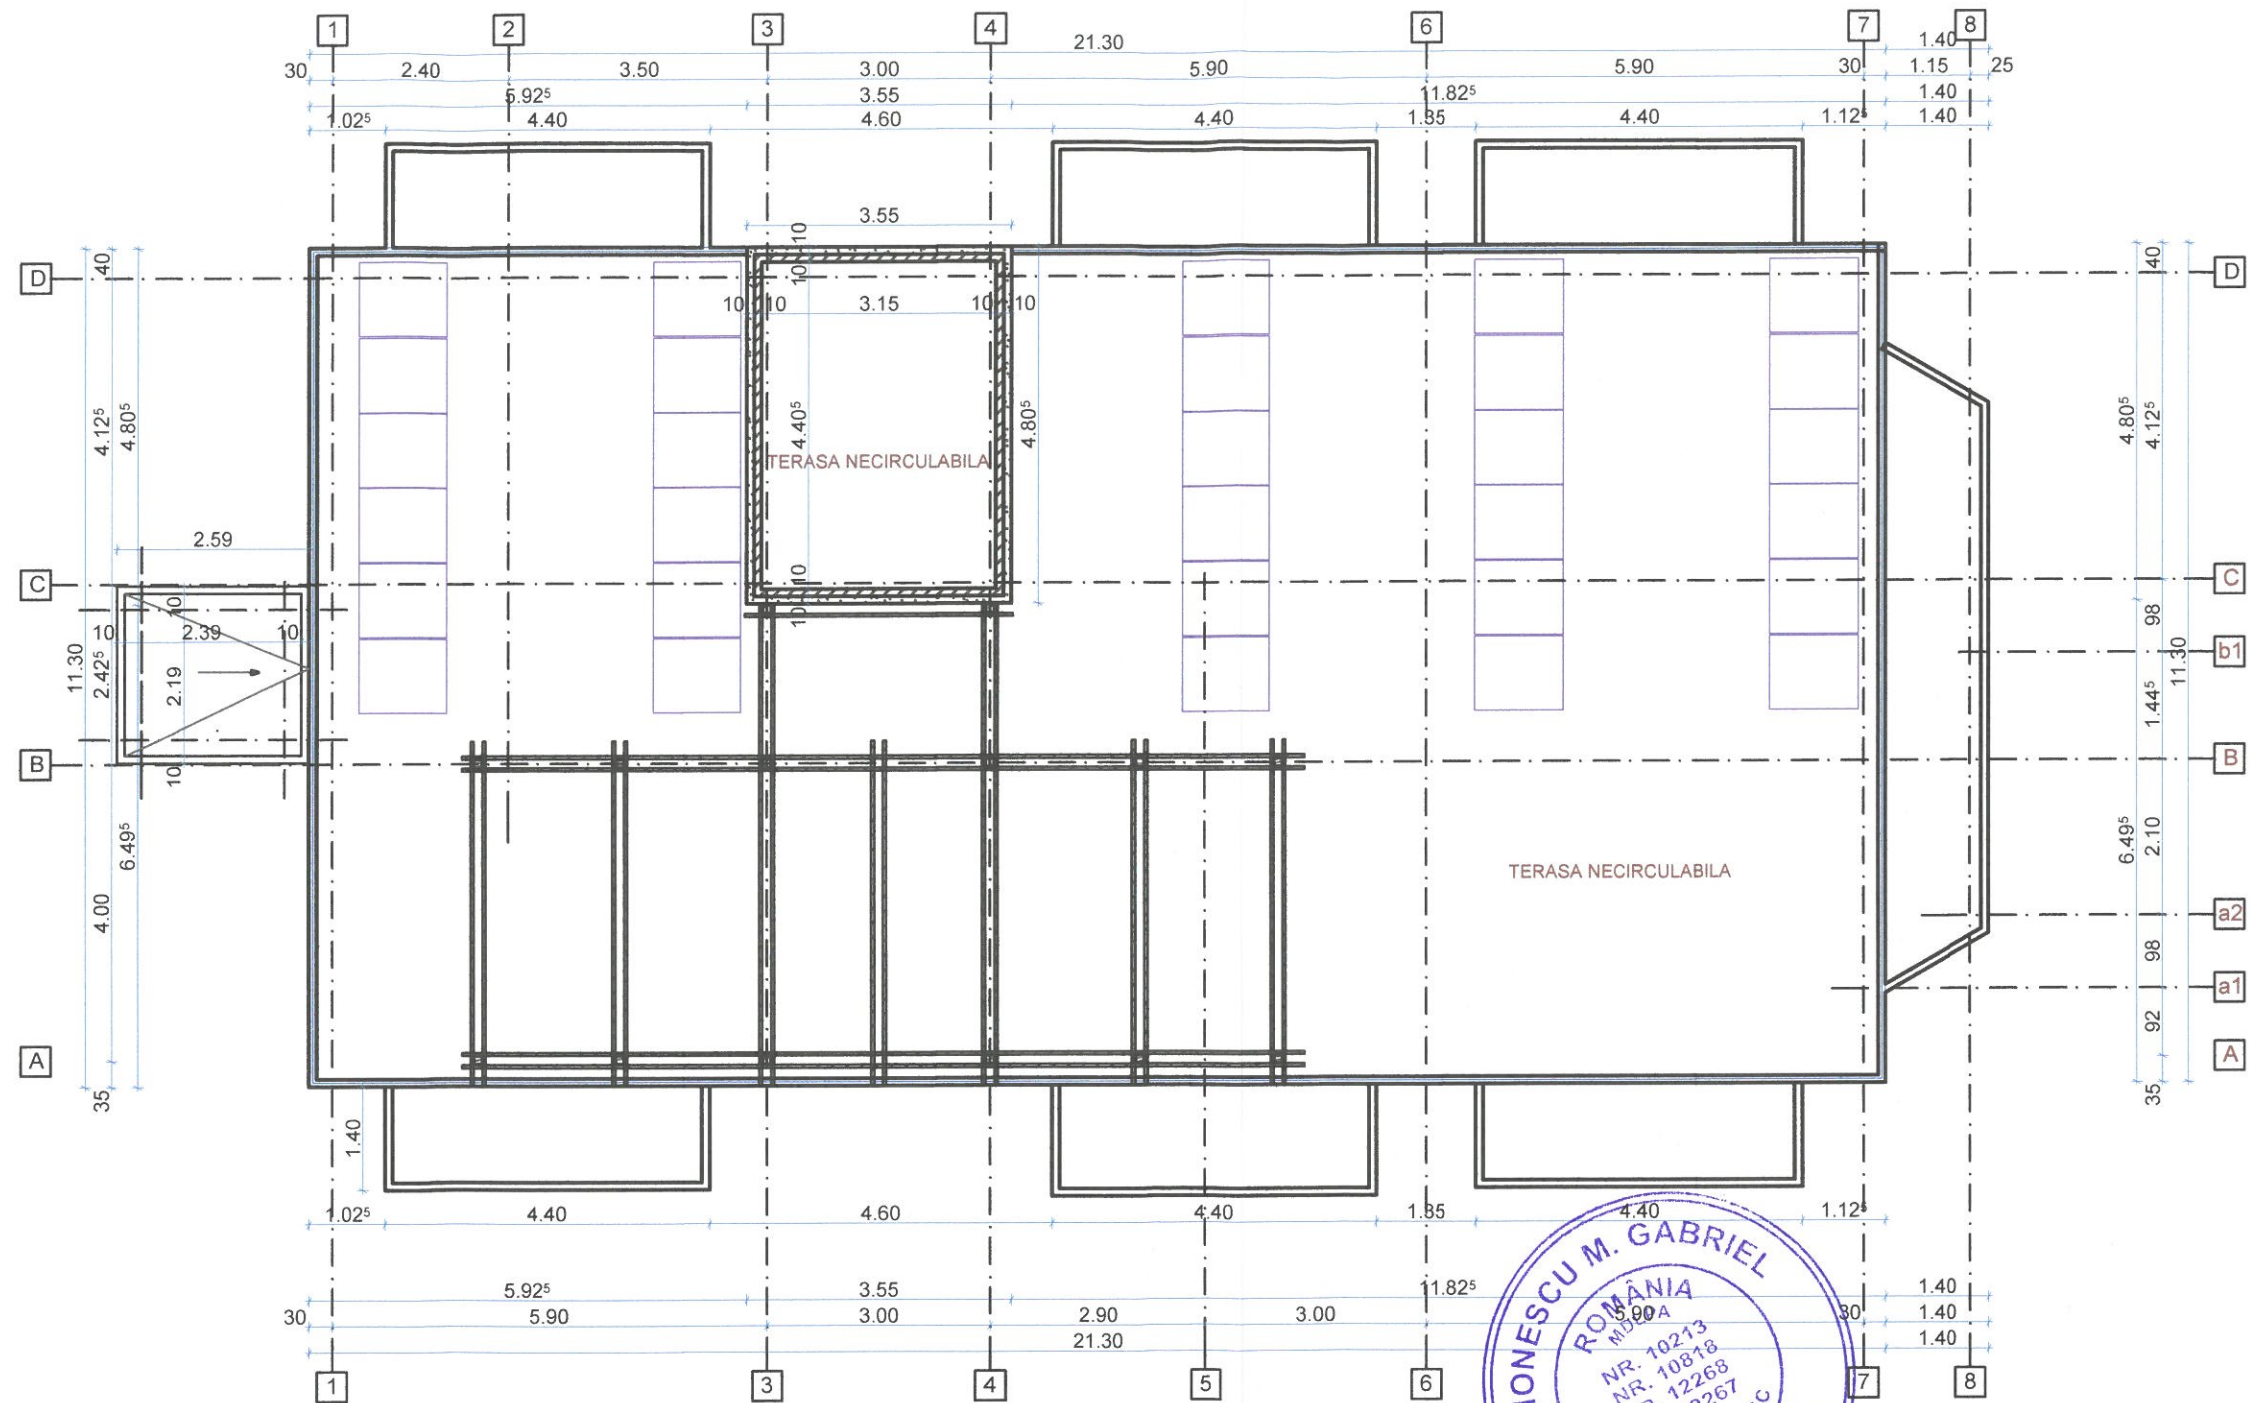 1 2 3 4 6 7 8
21.30 1.40
30 2.40 3.50 3.00 5.90 5.90 30 1.15 25
5.92⁵ 3.55 11.82⁵ 1.40
1.02⁵ 4.40 4.60 4.40 1.35 4.40 1.12⁵ 1.40
3.55
10 10
D 40 40 D
10 10 3.15 10 10
4.12⁵ 4.80⁵ 4.40⁵ 4.80⁵ 4.80⁵ 4.12⁵
TERASA NECIRCULABILA
2.59
C 10 10 C
10 98
10 2.39 10
11.30 2.42⁵ 2.19 b1 11.30
1.44⁵
B 10 B
6.49⁵ 6.49⁵ 2.10
TERASA NECIRCULABILA
4.00 a2
98
a1
92
A A
35 35
1.40
1.02⁵ 4.40 4.60 4.40 1.35 4.40 1.12⁵
5.92⁵ 3.55 11.82⁵ 1.40
30 5.90 3.00 2.90 3.00 5.90 30 1.40
21.30 1.40
1 3 4 5 6 7 8
IONESCU M. GABRIEL
ROMÂNIA
NR. 10213
NR. 10818
12268